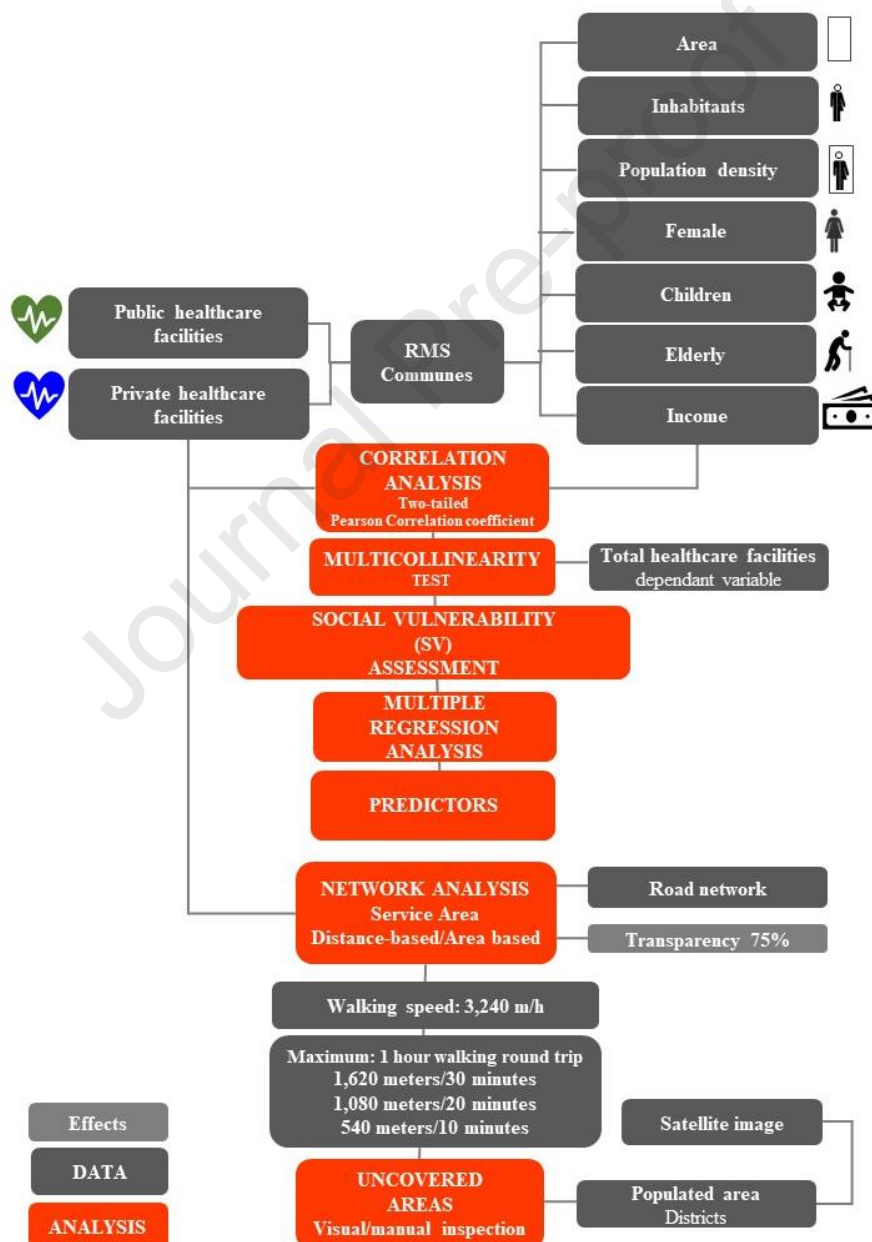 Area
Inhabitants
Population density
Female
Children
Elderly
Income
Public healthcare
facilities
Private healthcare
facilities
RMS
Communes
CORRELATION
ANALYSIS
Two-tailed
Pearson Correlation coefficient
MULTICOLLINEARITY
TEST
Total healthcare facilities
dependant variable
SOCIAL VULNERABILITY
(SV)
ASSESSMENT
MULTIPLE
REGRESSION
ANALYSIS
PREDICTORS
NETWORK ANALYSIS
Service Area
Distance-based/Area based
Road network
Transparency 75%
Walking speed: 3,240 m/h
Maximum: 1 hour walking round trip
1,620 meters/30 minutes
1,080 meters/20 minutes
540 meters/10 minutes
UNCOVERED
AREAS
Visual/manual inspection
Satellite image
Populated area
Districts
Effects
DATA
ANALYSIS
Journal Pre-proof